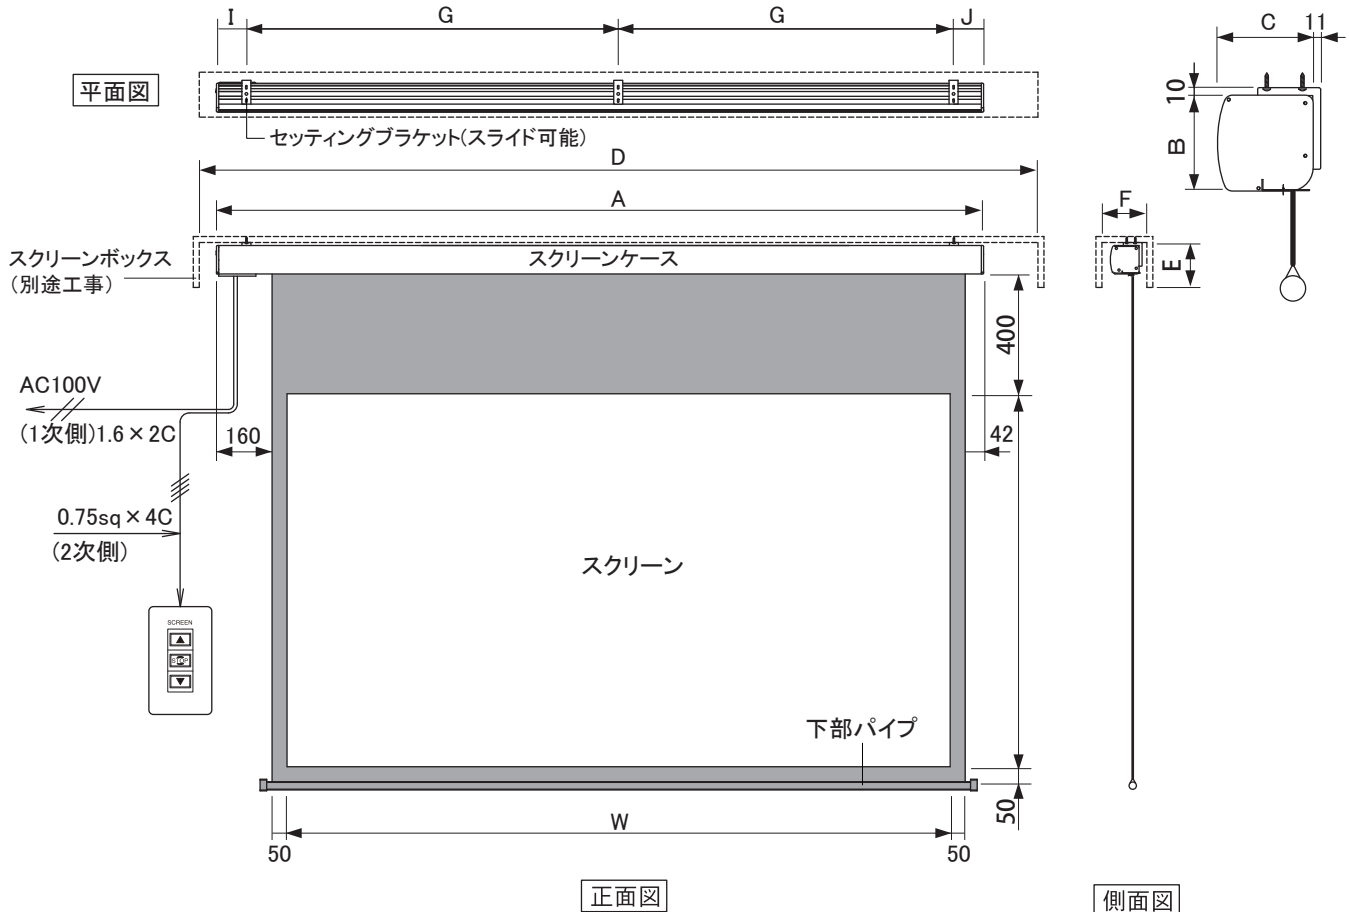 I
G
G
J
C
11
平面図
10
B
セッティングブラケット(スライド可能)
D
A
F
スクリーンボックス
(別途工事)
スクリーンケース
E
400
AC100V
(1次側)1.6×2C
160
42
0.75sq×4C
(2次側)
スクリーン
SCREEN
STOP
下部パイプ
50
W
50
50
正面図
側面図